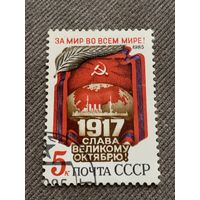 ЗА МИР ВО ВСЕМ МИРЕ!
1985
1917
СЛАВА
ВЕЛИКОМУ
ОКТЯБРЮ!
5к ПОЧТА СССР